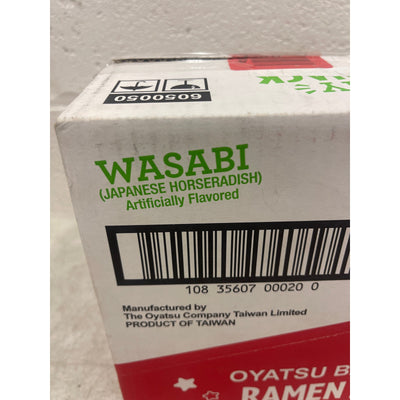 6050050
WASABI
(JAPANESE HORSERADISH)
Artificially Flavored
108 35607 00020 0
Manufactured by
The Oyatsu Company Taiwan Limited
PRODUCT OF TAIWAN
OYATSU B
RAMEN